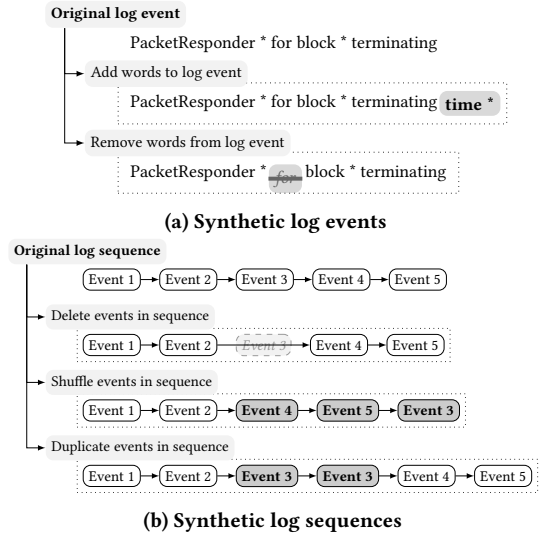 Original log event
PacketResponder * for block * terminating
Add words to log event
PacketResponder * for block * terminating time *
Remove words from log event
PacketResponder * for block * terminating
(a) Synthetic log events
Original log sequence
Event 1 Event 2 Event 3 Event 4 Event 5
Delete events in sequence
Event 1 Event 2 Event 3 Event 4 Event 5
Shuffle events in sequence
Event 1 Event 2 Event 4 Event 5 Event 3
Duplicate events in sequence
Event 1 Event 2 Event 3 Event 3 Event 4 Event 5
(b) Synthetic log sequences